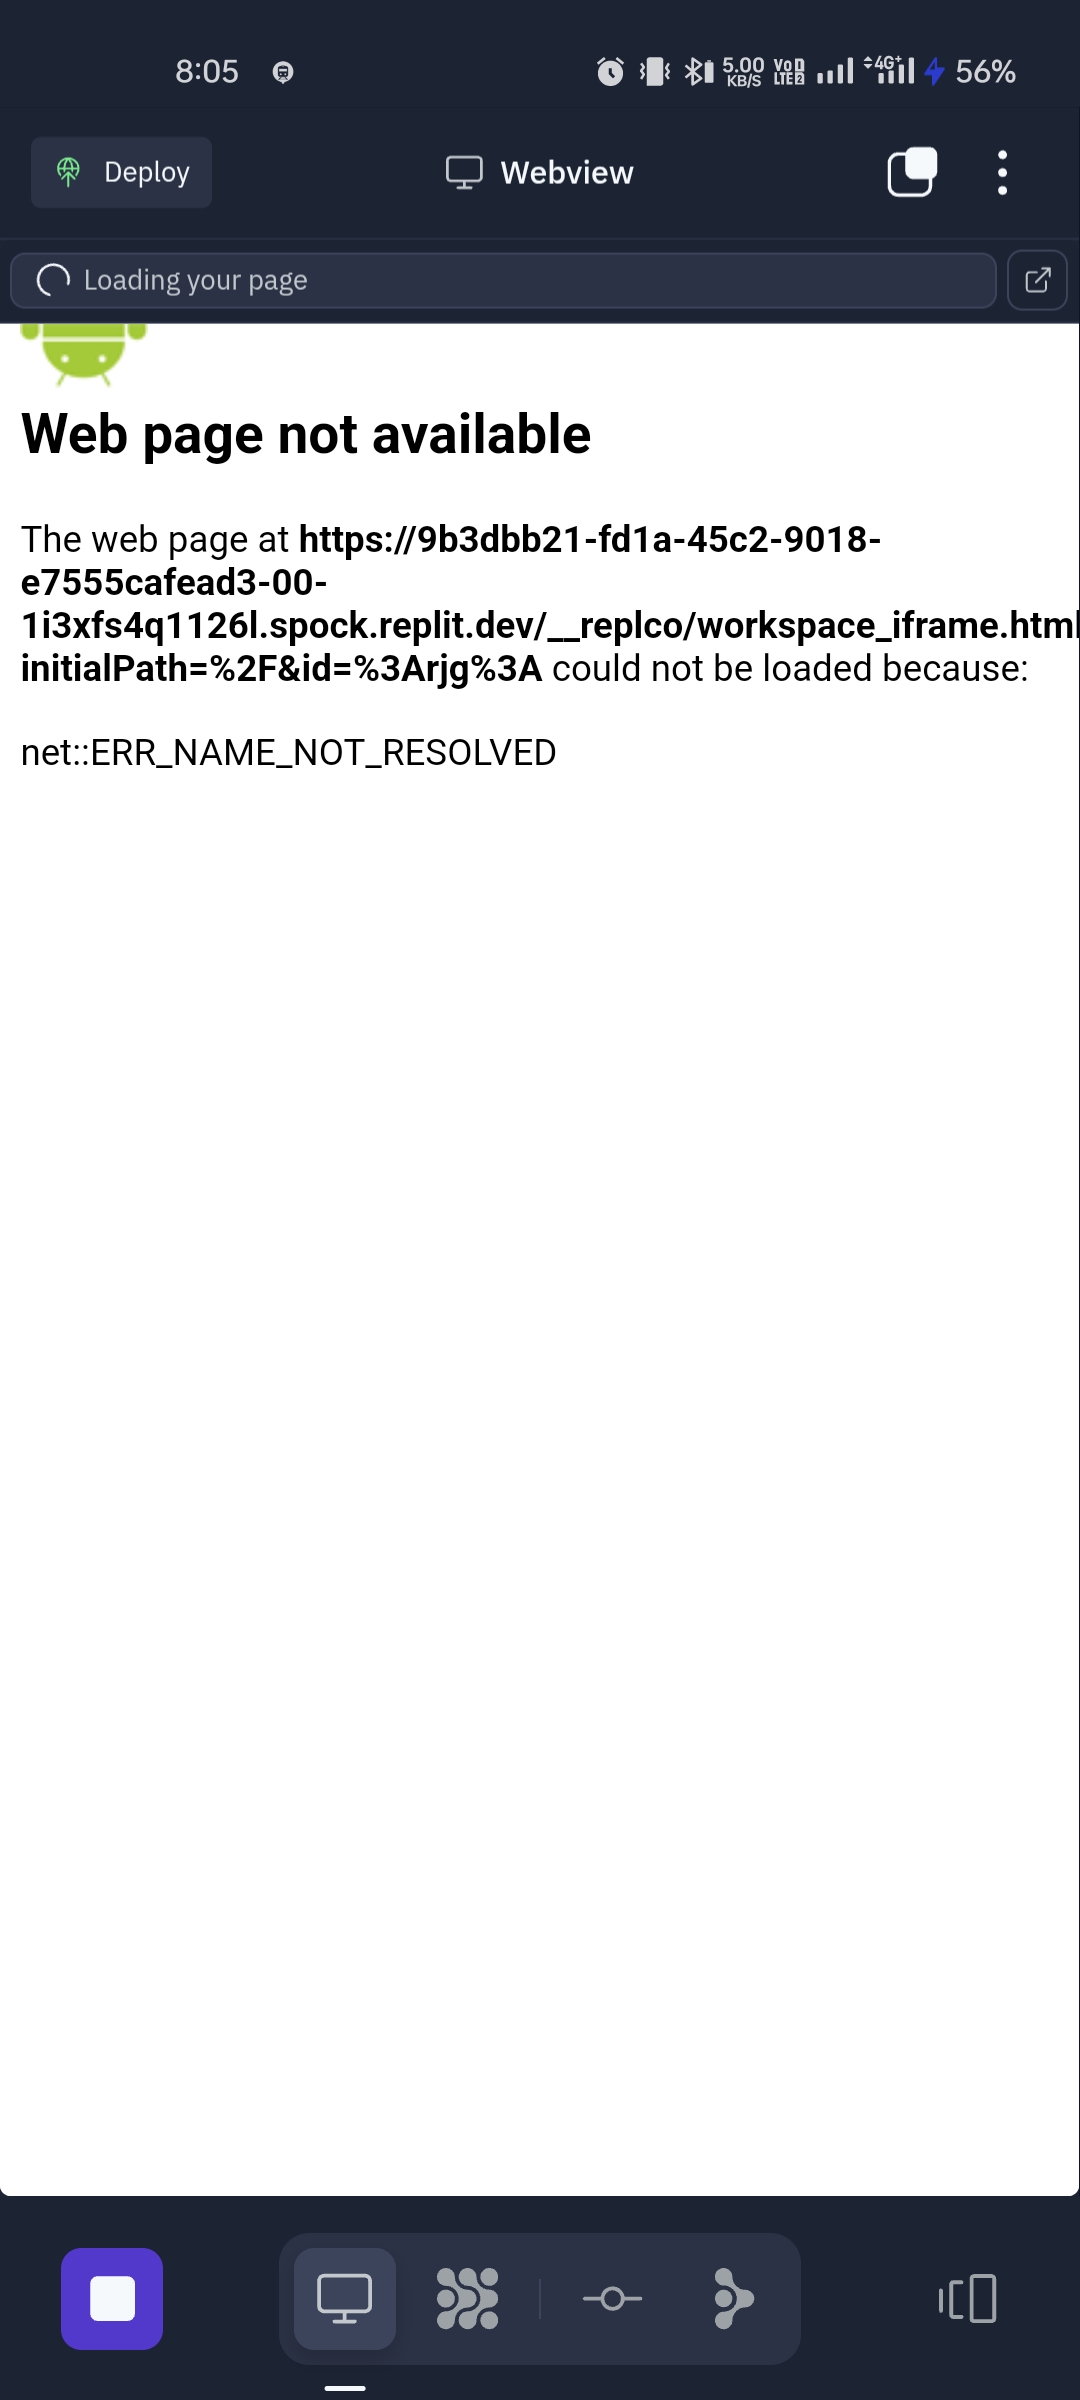 8:05
5.00 KB/S VoD LTE2 4G+ 56%
Deploy
Webview
Loading your page
Web page not available
The web page at https://9b3dbb21-fd1a-45c2-9018-
e7555cafead3-00-
1i3xfs4q1126l.spock.replit.dev/__replco/workspace_iframe.html
initialPath=%2F&id=%3Arjg%3A could not be loaded because:
net::ERR_NAME_NOT_RESOLVED